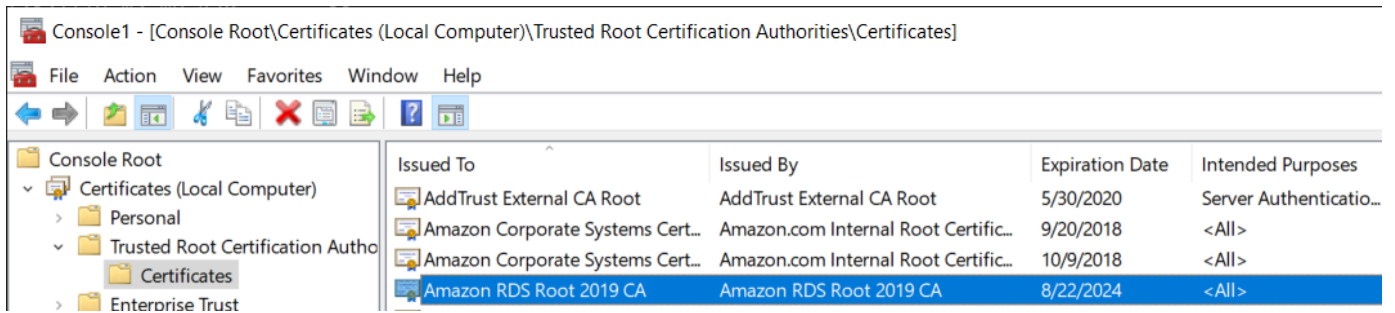 Console1 - [Console Root\Certificates (Local Computer)\Trusted Root Certification Authorities\Certificates]
File Action View Favorites Window Help
Console Root
Certificates (Local Computer)
Personal
Trusted Root Certification Autho
Certificates
Enterprise Trust
Issued To Issued By Expiration Date Intended Purposes
AddTrust External CA Root AddTrust External CA Root 5/30/2020 Server Authenticatio...
Amazon Corporate Systems Cert... Amazon.com Internal Root Certific... 9/20/2018 <All>
Amazon Corporate Systems Cert... Amazon.com Internal Root Certific... 10/9/2018 <All>
Amazon RDS Root 2019 CA Amazon RDS Root 2019 CA 8/22/2024 <All>